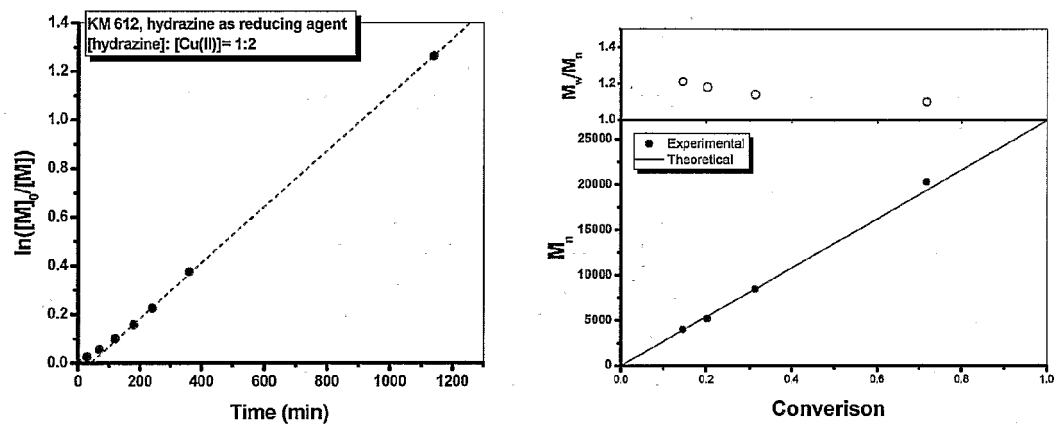 KM 612, hydrazine as reducing agent
[hydrazine]: [Cu(II)]= 1:2
ln([M]0/[M])
1.4
1.2
1.0
0.8
0.6
0.4
0.2
0.0
0 200 400 600 800 1000 1200
Time (min)
Mw/Mn
1.4
1.2
1.0
Experimental
Theoretical
Mn
25000
20000
15000
10000
5000
0
0.0 0.2 0.4 0.6 0.8 1.0
Converison